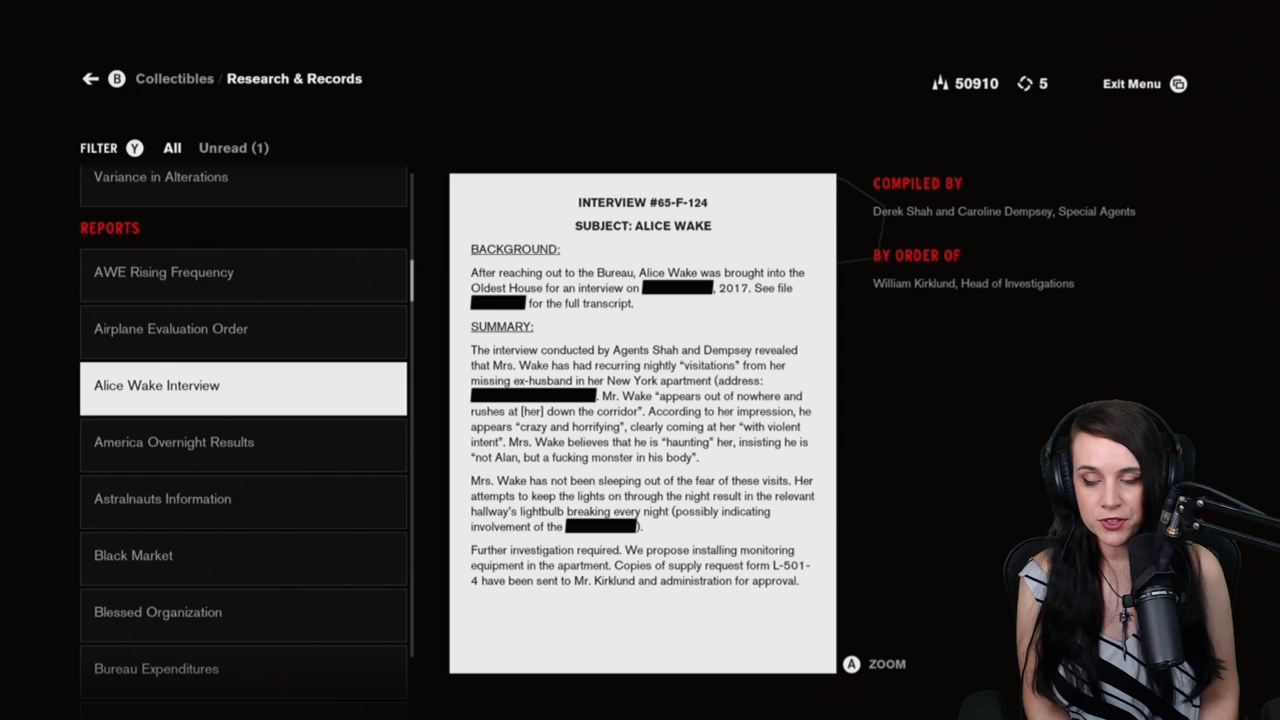 B Collectibles / Research & Records
50910 5 Exit Menu
FILTER Y All Unread (1)
Variance in Alterations
REPORTS
AWE Rising Frequency
Airplane Evaluation Order
Alice Wake Interview
America Overnight Results
Astralnauts Information
Black Market
Blessed Organization
Bureau Expenditures
INTERVIEW #65-F-124
SUBJECT: ALICE WAKE
BACKGROUND:
After reaching out to the Bureau, Alice Wake was brought into the
Oldest House for an interview on , 2017. See file
for the full transcript.
SUMMARY:
The interview conducted by Agents Shah and Dempsey revealed
that Mrs. Wake has had recurring nightly “visitations” from her
missing ex-husband in her New York apartment (address:
. Mr. Wake “appears out of nowhere and
rushes at [her] down the corridor”. According to her impression, he
appears “crazy and horrifying”, clearly coming at her “with violent
intent”. Mrs. Wake believes that he is “haunting” her, insisting he is
“not Alan, but a fucking monster in his body”.
Mrs. Wake has not been sleeping out of the fear of these visits. Her
attempts to keep the lights on through the night result in the relevant
hallway’s lightbulb breaking every night (possibly indicating
involvement of the ).
Further investigation required. We propose installing monitoring
equipment in the apartment. Copies of supply request form L-501-
4 have been sent to Mr. Kirklund and administration for approval.
COMPILED BY
Derek Shah and Caroline Dempsey, Special Agents
BY ORDER OF
William Kirklund, Head of Investigations
A ZOOM